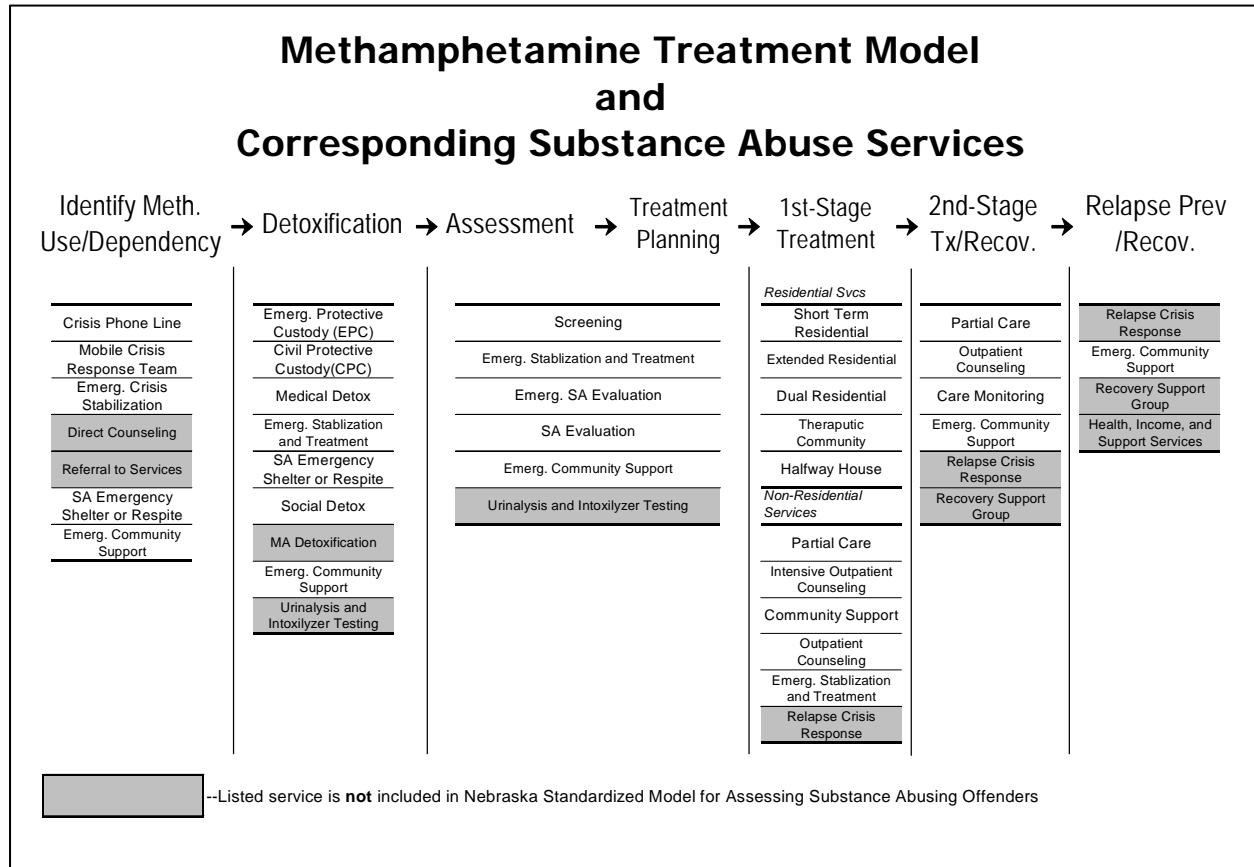 Methamphetamine Treatment Model
and
Corresponding Substance Abuse Services
Identify Meth.
Use/Dependency
Detoxification
Assessment
Treatment
Planning
1st-Stage
Treatment
2nd-Stage
Tx/Recov.
Relapse Prev
/Recov.
Crisis Phone Line
Mobile Crisis
Response Team
Emerg. Crisis
Stabilization
Direct Counseling
Referral to Services
SA Emergency
Shelter or Respite
Emerg. Community
Support
Emerg. Protective
Custody (EPC)
Civil Protective
Custody(CPC)
Medical Detox
Emerg. Stablization
and Treatment
SA Emergency
Shelter or Respite
Social Detox
MA Detoxification
Emerg. Community
Support
Urinalysis and
Intoxilyzer Testing
Screening
Emerg. Stablization and Treatment
Emerg. SA Evaluation
SA Evaluation
Emerg. Community Support
Urinalysis and Intoxilyzer Testing
Residential Svcs
Short Term
Residential
Extended Residential
Dual Residential
Theraputic
Community
Halfway House
Non-Residential
Services
Partial Care
Intensive Outpatient
Counseling
Community Support
Outpatient
Counseling
Emerg. Stablization
and Treatment
Relapse Crisis
Response
Partial Care
Outpatient
Counseling
Care Monitoring
Emerg. Community
Support
Relapse Crisis
Response
Recovery Support
Group
Relapse Crisis
Response
Emerg. Community
Support
Recovery Support
Group
Health, Income, and
Support Services
--Listed service is not included in Nebraska Standardized Model for Assessing Substance Abusing Offenders